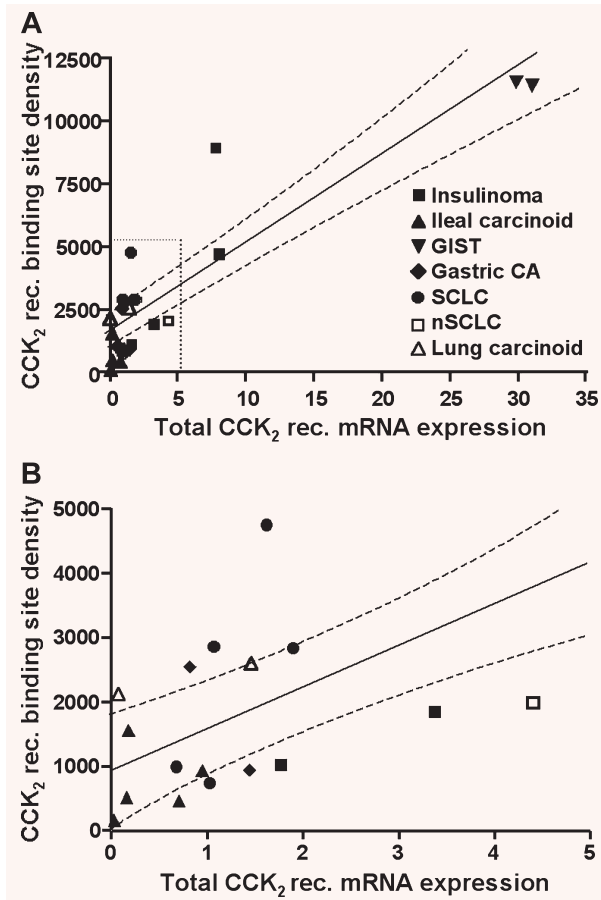 A
CCK2 rec. binding site density
12500
10000
7500
5000
2500
0
0 5 10 15 20 25 30 35
Total CCK2 rec. mRNA expression
Insulinoma
Ileal carcinoid
GIST
Gastric CA
SCLC
nSCLC
Lung carcinoid
B
CCK2 rec. binding site density
5000
4000
3000
2000
1000
0
0 1 2 3 4 5
Total CCK2 rec. mRNA expression